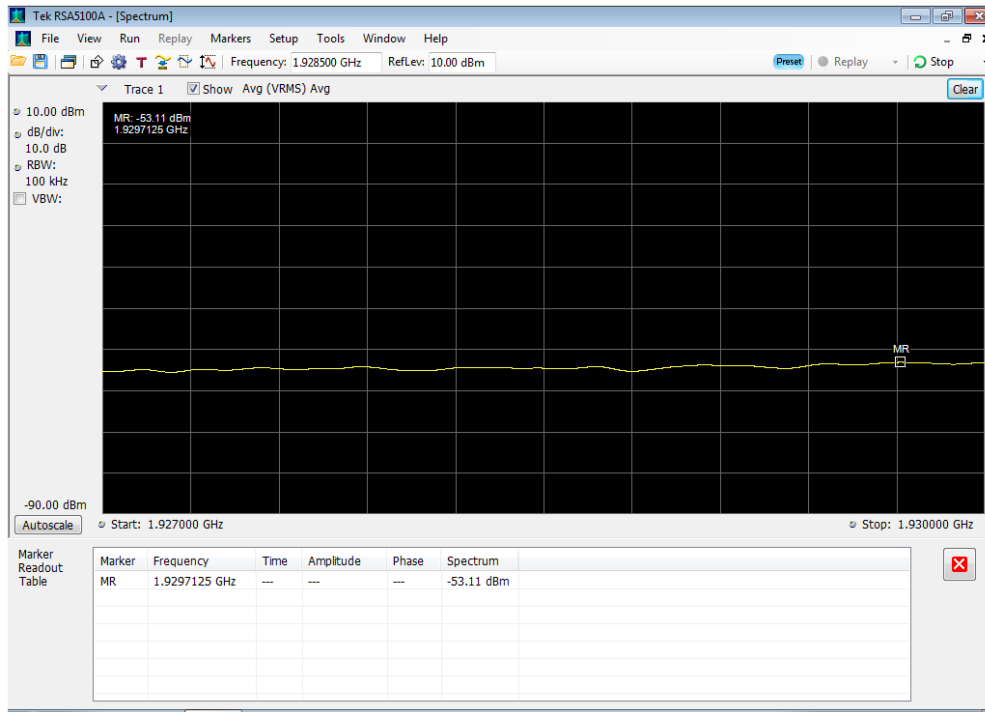 Tek RSA5100A - [Spectrum]
File View Run Replay Markers Setup Tools Window Help
T Frequency: 1.928500 GHz RefLev: 10.00 dBm Preset Replay Stop
Trace 1 Show Avg (VRMS) Avg Clear
10.00 dBm
dB/div:
10.0 dB
RBW:
100 kHz
VBW:
MR: -53.11 dBm
1.9297125 GHz
MR
-90.00 dBm
Autoscale Start: 1.927000 GHz Stop: 1.930000 GHz
Marker
Readout
Table
Marker Frequency Time Amplitude Phase Spectrum
MR 1.9297125 GHz --- --- --- -53.11 dBm